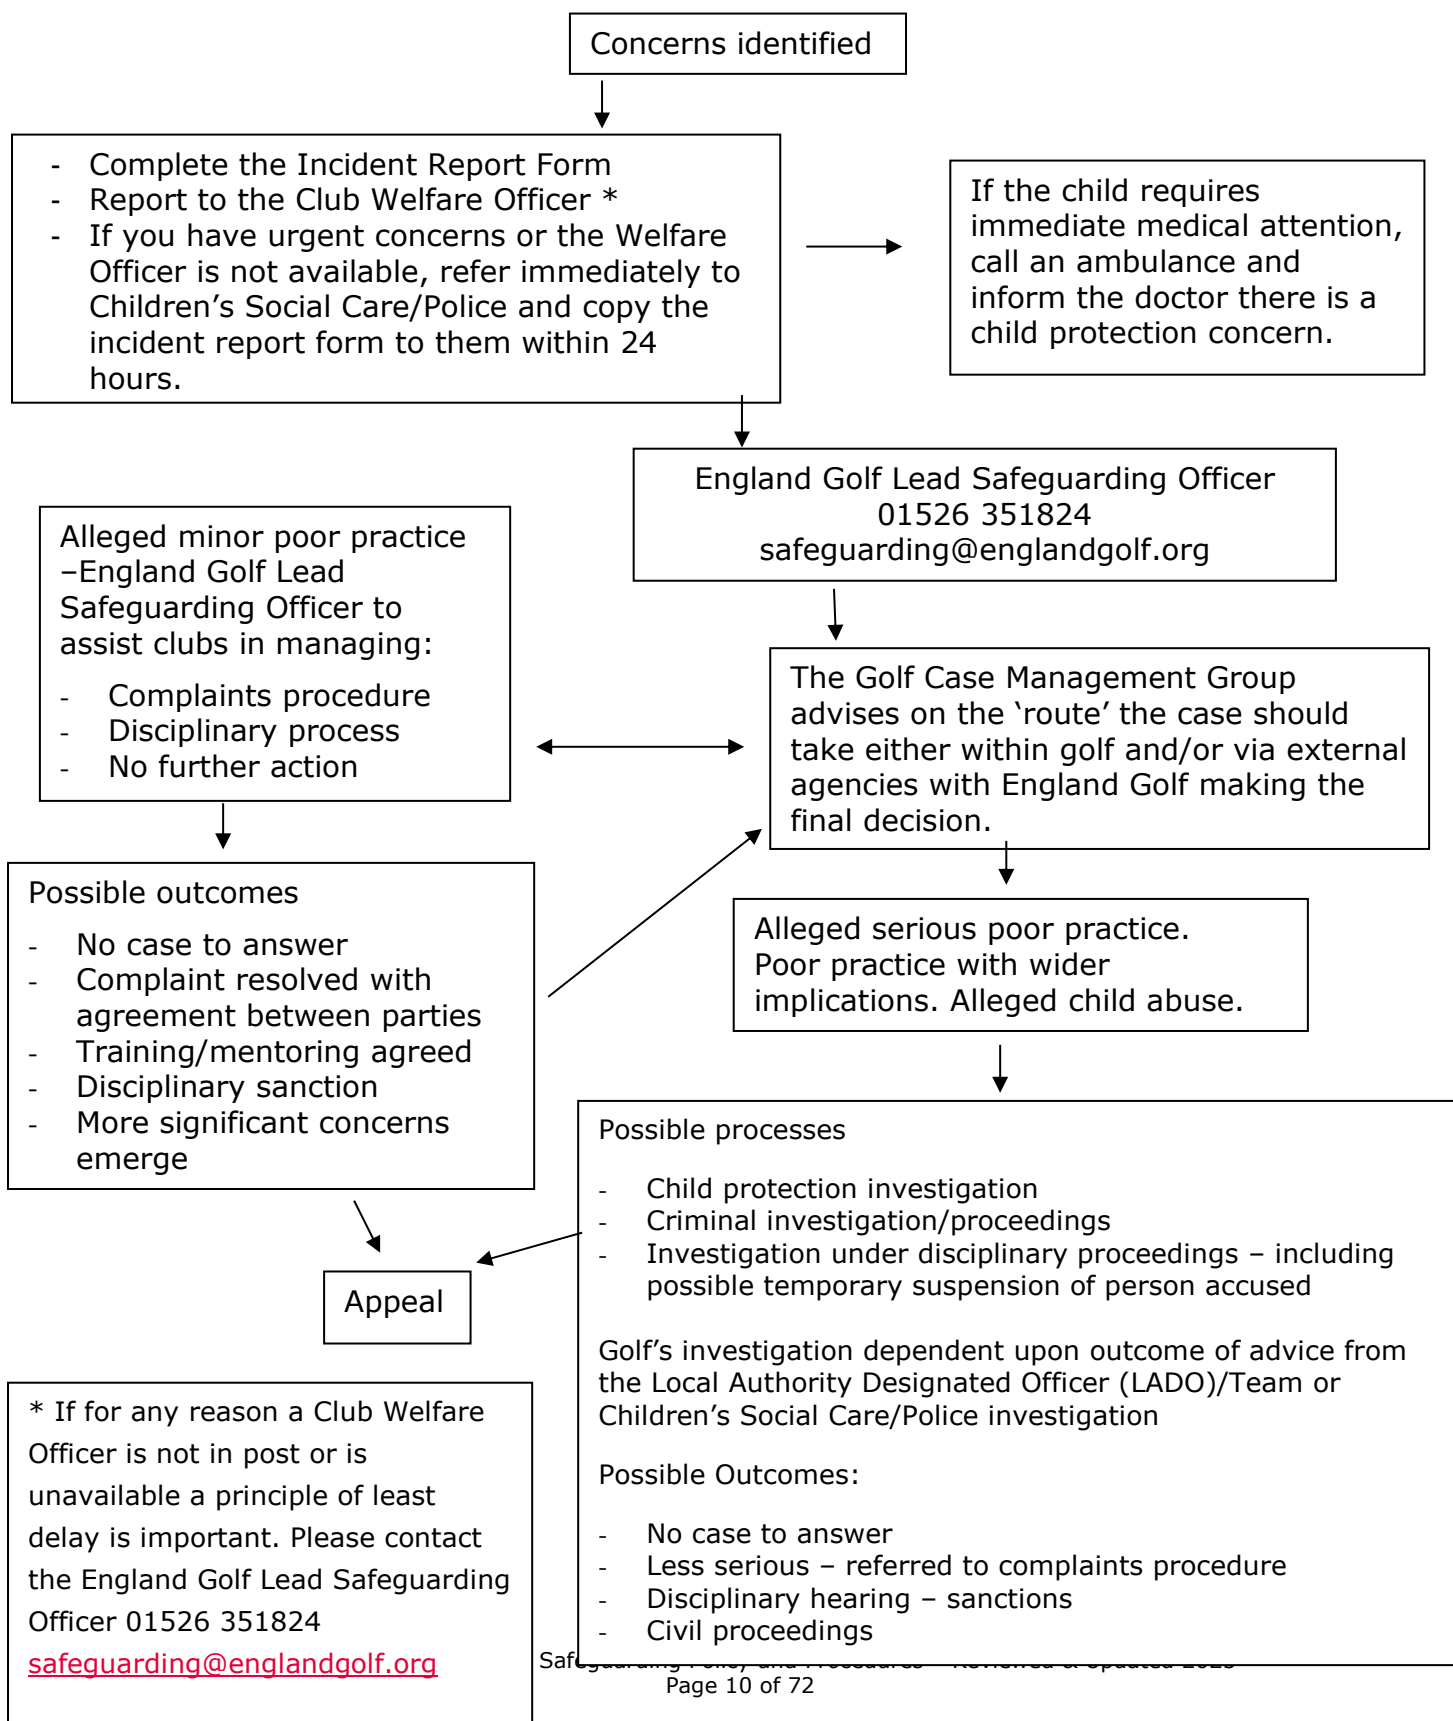 Concerns identified
- Complete the Incident Report Form
- Report to the Club Welfare Officer *
- If you have urgent concerns or the Welfare
Officer is not available, refer immediately to
Children’s Social Care/Police and copy the
incident report form to them within 24
hours.
If the child requires
immediate medical attention,
call an ambulance and
inform the doctor there is a
child protection concern.
England Golf Lead Safeguarding Officer
01526 351824
safeguarding@englandgolf.org
Alleged minor poor practice
–England Golf Lead
Safeguarding Officer to
assist clubs in managing:
- Complaints procedure
- Disciplinary process
- No further action
The Golf Case Management Group
advises on the ‘route’ the case should
take either within golf and/or via external
agencies with England Golf making the
final decision.
Possible outcomes
- No case to answer
- Complaint resolved with
agreement between parties
- Training/mentoring agreed
- Disciplinary sanction
- More significant concerns
emerge
Alleged serious poor practice.
Poor practice with wider
implications. Alleged child abuse.
Possible processes
- Child protection investigation
- Criminal investigation/proceedings
- Investigation under disciplinary proceedings – including
possible temporary suspension of person accused
Golf’s investigation dependent upon outcome of advice from
the Local Authority Designated Officer (LADO)/Team or
Children’s Social Care/Police investigation
Possible Outcomes:
- No case to answer
- Less serious – referred to complaints procedure
- Disciplinary hearing – sanctions
- Civil proceedings
Appeal
* If for any reason a Club Welfare
Officer is not in post or is
unavailable a principle of least
delay is important. Please contact
the England Golf Lead Safeguarding
Officer 01526 351824
safeguarding@englandgolf.org
Safeguarding Policy and Procedures Reviewed & Updated
Page 10 of 72